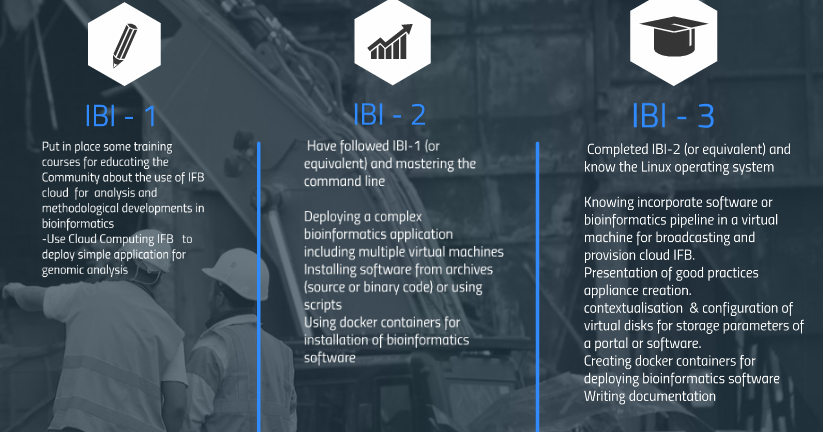 IBI - 1
Put in place some training
courses for educating the
Community about the use of IFB
cloud for analysis and
methodological developments in
bioinformatics
-Use Cloud Computing IFB to
deploy simple application for
genomic analysis
IBI - 2
Have followed IBI-1 (or
equivalent) and mastering the
command line
Deploying a complex
bioinformatics application
including multiple virtual machines
Installing software from archives
(source or binary code) or using
scripts
Using docker containers for
installation of bioinformatics
software
IBI - 3
Completed IBI-2 (or equivalent) and
know the Linux operating system
Knowing incorporate software or
bioinformatics pipeline in a virtual
machine for broadcasting and
provision cloud IFB.
Presentation of good practices
appliance creation.
contextualisation & configuration of
virtual disks for storage parameters of
a portal or software.
Creating docker containers for
deploying bioinformatics software
Writing documentation